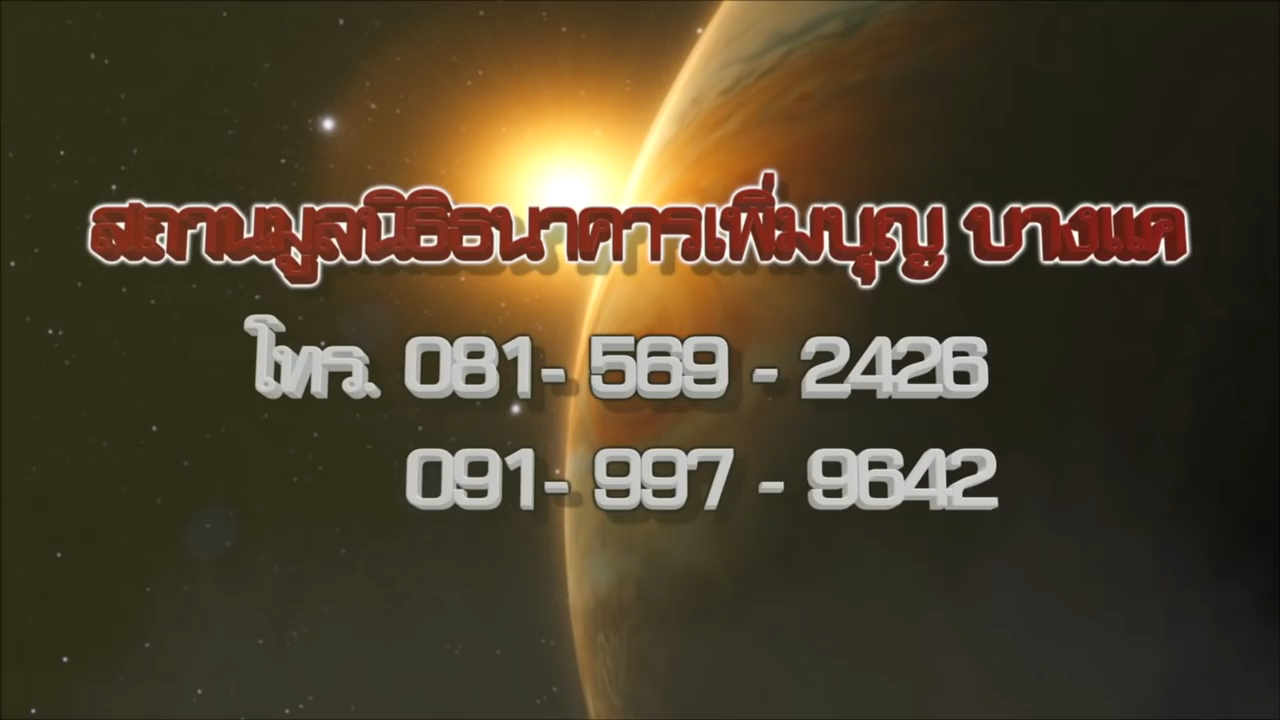 สถานมูลนิธิธนาคารเพิ่มบุญ บางแค
โทร. 081- 569 - 2426
091- 997 - 9642